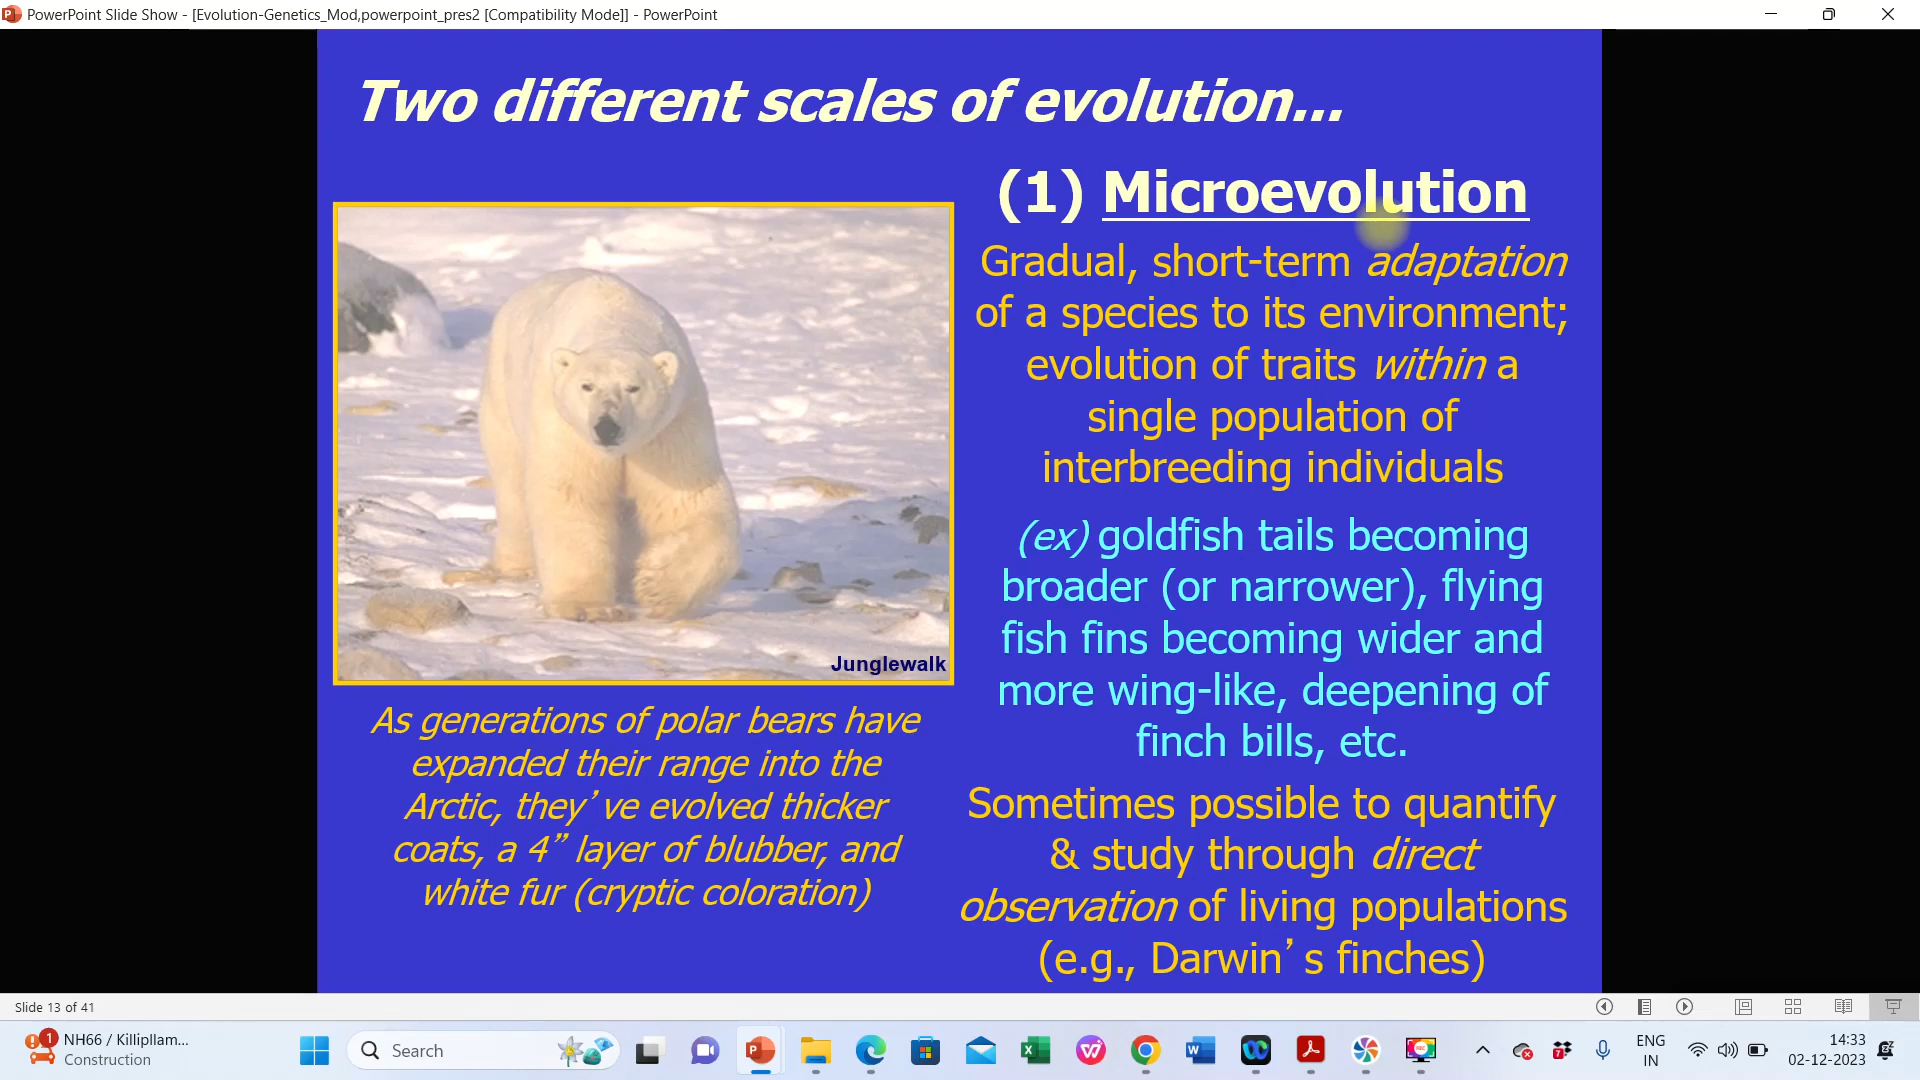 PowerPoint Slide Show - [Evolution-Genetics_Mod,powerpoint_pres2 [Compatibility Mode]] - PowerPoint
Two different scales of evolution...
(1) Microevolution
Gradual, short-term adaptation
of a species to its environment;
evolution of traits within a
single population of
interbreeding individuals
(ex) goldfish tails becoming
broader (or narrower), flying
fish fins becoming wider and
more wing-like, deepening of
finch bills, etc.
Sometimes possible to quantify
& study through direct
observation of living populations
(e.g., Darwin’s finches)
Junglewalk
As generations of polar bears have
expanded their range into the
Arctic, they’ve evolved thicker
coats, a 4” layer of blubber, and
white fur (cryptic coloration)
Slide 13 of 41
1
NH66 / Killipllam...
Construction
Search
7
ENG
IN
14:33
02-12-2023